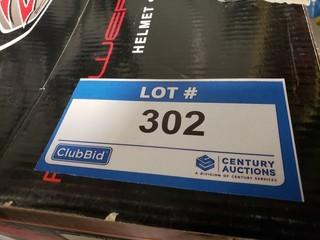 HELMET
LOT #
302
ClubBid
CENTURY
AUCTIONS
A DIVISION OF CENTURY SERVICES